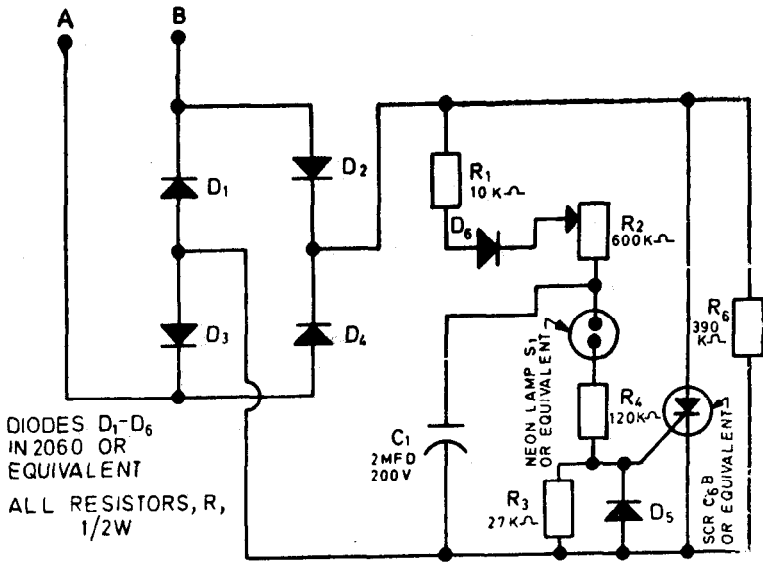 A
B
D1
D2
D3
D4
R1
10 KΩ
D6
R2
600KΩ
R6
390
KΩ
NEON LAMP S1
OR EQUIVALENT
R4
120KΩ
C1
2MFD
200V
R3
27KΩ
D5
SCR C6B
OR EQUIVALENT
DIODES D1-D6
IN2060 OR
EQUIVALENT
ALL RESISTORS, R,
1/2W